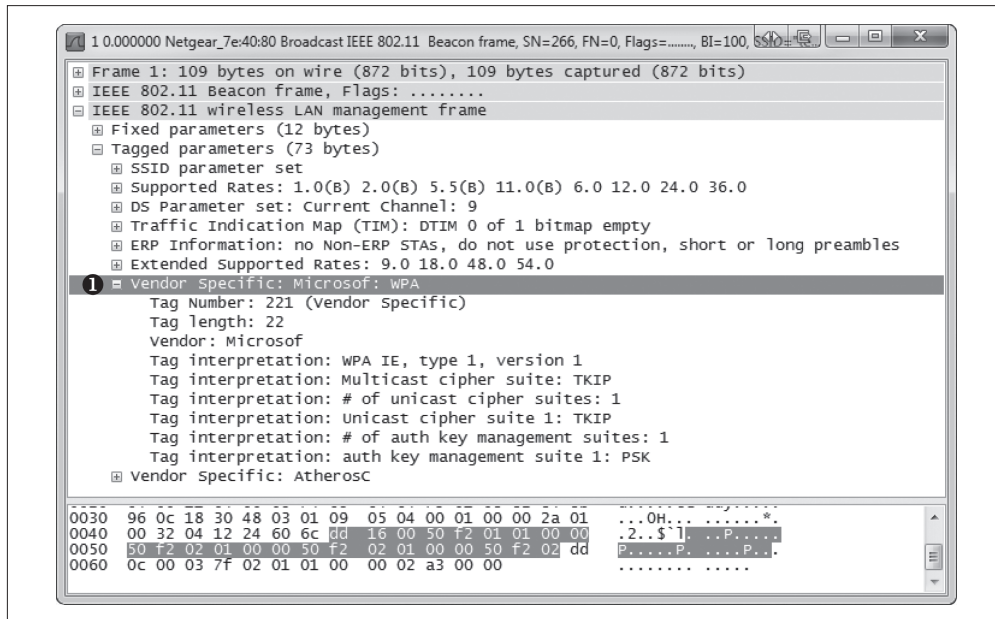 1 0.000000 Netgear_7e:40:80 Broadcast IEEE 802.11 Beacon frame, SN=266, FN=0, Flags=........, BI=100,
Frame 1: 109 bytes on wire (872 bits), 109 bytes captured (872 bits)
IEEE 802.11 Beacon frame, Flags: ........
IEEE 802.11 wireless LAN management frame
Fixed parameters (12 bytes)
Tagged parameters (73 bytes)
SSID parameter set
Supported Rates: 1.0(B) 2.0(B) 5.5(B) 11.0(B) 6.0 12.0 24.0 36.0
DS Parameter set: Current Channel: 9
Traffic Indication Map (TIM): DTIM 0 of 1 bitmap empty
ERP Information: no Non-ERP STAs, do not use protection, short or long preambles
Extended Supported Rates: 9.0 18.0 48.0 54.0
1 Vendor Specific: Microsof: WPA
Tag Number: 221 (Vendor Specific)
Tag length: 22
Vendor: Microsof
Tag interpretation: WPA IE, type 1, version 1
Tag interpretation: Multicast cipher suite: TKIP
Tag interpretation: # of unicast cipher suites: 1
Tag interpretation: Unicast cipher suite 1: TKIP
Tag interpretation: # of auth key management suites: 1
Tag interpretation: auth key management suite 1: PSK
Vendor Specific: AtherosC
0030 96 0c 18 30 48 03 01 09 05 04 00 01 00 00 2a 01 ...0H... ......*.
0040 00 32 04 12 24 60 6c dd 16 00 50 f2 01 01 00 00 .2..$`l. ..P.....
0050 50 f2 02 01 00 00 50 f2 02 01 00 00 50 f2 02 dd P.....P. ....P...
0060 0c 00 03 7f 02 01 01 00 00 02 a3 00 00 ........ .....